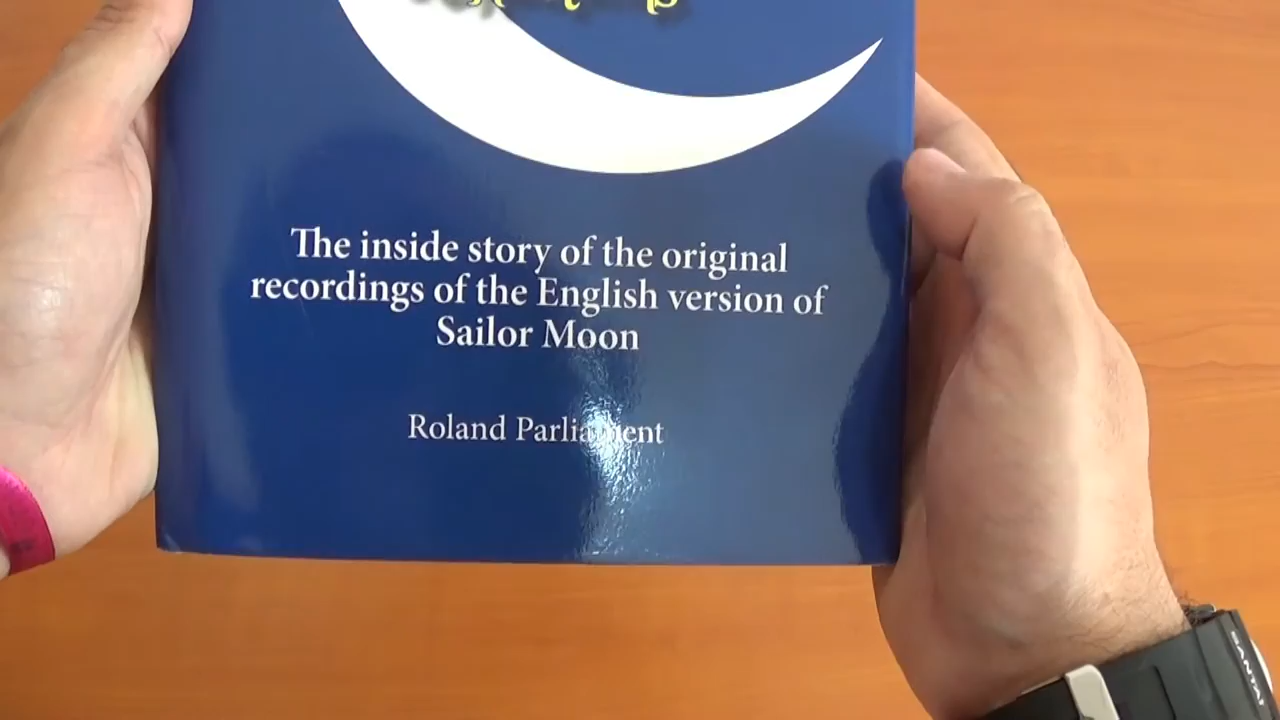 The inside story of the original
recordings of the English version of
Sailor Moon
Roland Parliament